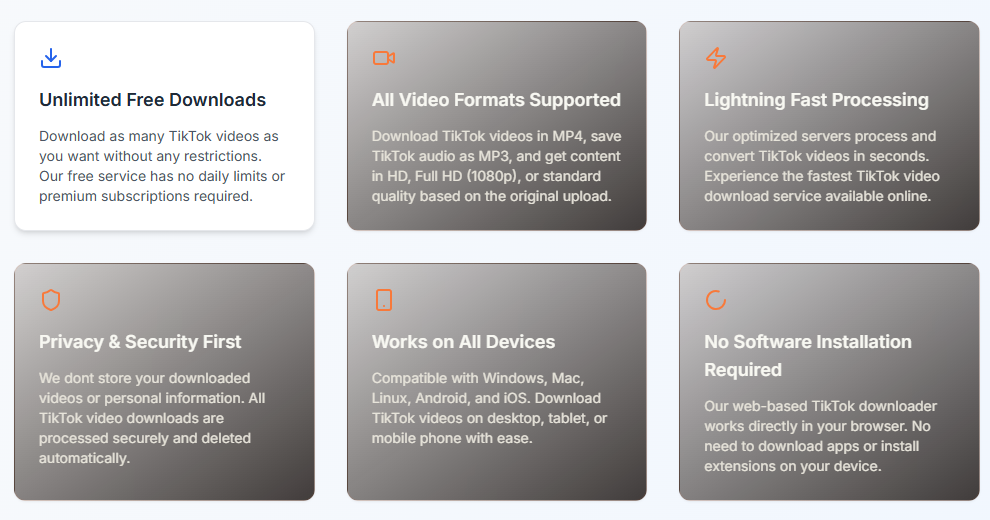 Unlimited Free Downloads
Download as many TikTok videos as
you want without any restrictions.
Our free service has no daily limits or
premium subscriptions required.
All Video Formats Supported
Download TikTok videos in MP4, save
TikTok audio as MP3, and get content
in HD, Full HD (1080p), or standard
quality based on the original upload.
Lightning Fast Processing
Our optimized servers process and
convert TikTok videos in seconds.
Experience the fastest TikTok video
download service available online.
Privacy & Security First
We dont store your downloaded
videos or personal information. All
TikTok video downloads are
processed securely and deleted
automatically.
Works on All Devices
Compatible with Windows, Mac,
Linux, Android, and iOS. Download
TikTok videos on desktop, tablet, or
mobile phone with ease.
No Software Installation
Required
Our web-based TikTok downloader
works directly in your browser. No
need to download apps or install
extensions on your device.